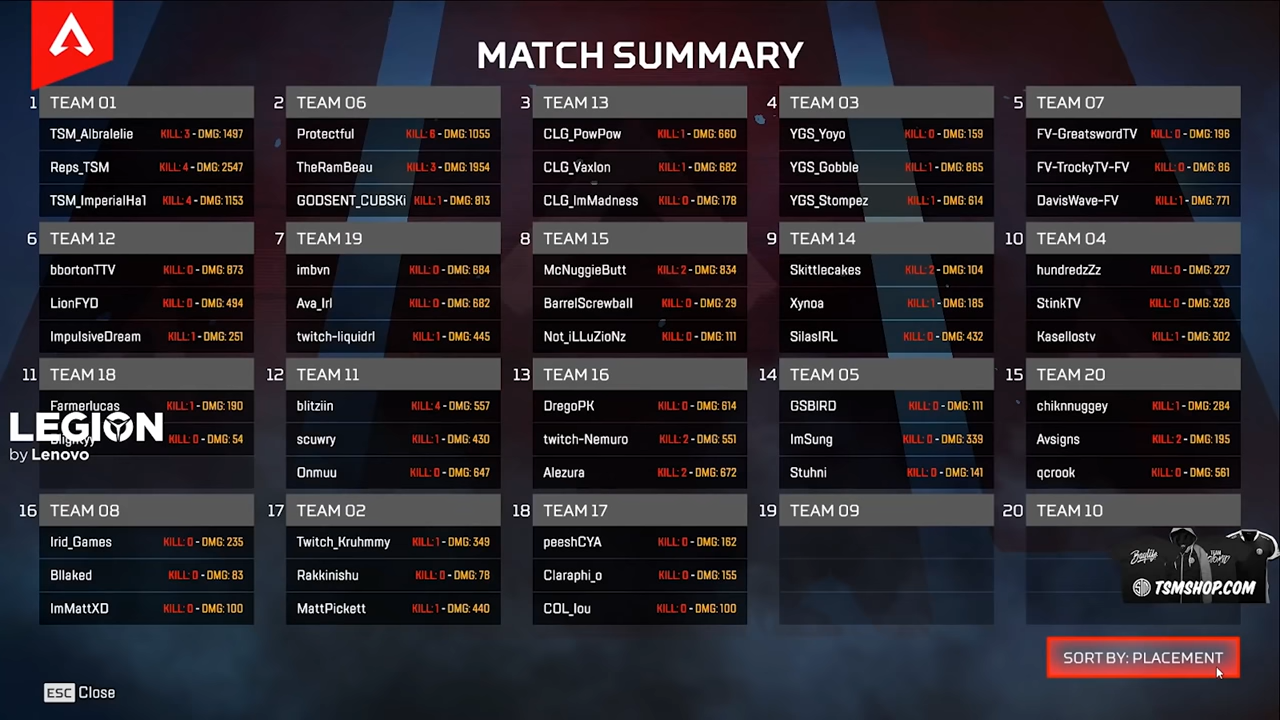 MATCH SUMMARY
1 TEAM 01
TSM_Albralelie KILL: 3 - DMG: 1497
Reps_TSM KILL: 4 - DMG: 2547
TSM_ImperialHal KILL: 4 - DMG: 1153
2 TEAM 06
Protectful KILL: 6 - DMG: 1055
TheRamBeau KILL: 3 - DMG: 1954
GODSENT_CUBSKi KILL: 1 - DMG: 813
3 TEAM 13
CLG_PowPow KILL: 1 - DMG: 660
CLG_Vaxlon KILL: 1 - DMG: 682
CLG_ImMadness KILL: 0 - DMG: 178
4 TEAM 03
YGS_Yoyo KILL: 0 - DMG: 159
YGS_Gobble KILL: 1 - DMG: 865
YGS_Stompez KILL: 1 - DMG: 614
5 TEAM 07
FV-GreatswordTV KILL: 0 - DMG: 196
FV-TrockyTV-FV KILL: 0 - DMG: 86
DavisWave-FV KILL: 1 - DMG: 771
6 TEAM 12
bbortonTTV KILL: 0 - DMG: 873
LionFYD KILL: 0 - DMG: 494
ImpulsiveDream KILL: 1 - DMG: 251
7 TEAM 19
imbvn KILL: 0 - DMG: 684
Ava_Irl KILL: 0 - DMG: 682
twitch-liquidrl KILL: 1 - DMG: 445
8 TEAM 15
McNuggieButt KILL: 2 - DMG: 834
BarrelScrewball KILL: 0 - DMG: 29
Not_iLLuZioNz KILL: 0 - DMG: 111
9 TEAM 14
Skittlecakes KILL: 2 - DMG: 104
Xynoa KILL: 1 - DMG: 185
SilasIRL KILL: 0 - DMG: 432
10 TEAM 04
hundredzZz KILL: 0 - DMG: 227
StinkTV KILL: 0 - DMG: 328
Kasellostv KILL: 1 - DMG: 302
11 TEAM 18
Farmerlucas KILL: 1 - DMG: 190
KILL: 0 - DMG: 54
LEGION
by Lenovo
12 TEAM 11
blitziin KILL: 4 - DMG: 557
scuwry KILL: 1 - DMG: 430
Onmuu KILL: 0 - DMG: 647
13 TEAM 16
DregoPK KILL: 0 - DMG: 614
twitch-Nemuro KILL: 2 - DMG: 551
Alezura KILL: 2 - DMG: 672
14 TEAM 05
GSBIRD KILL: 0 - DMG: 111
ImSung KILL: 0 - DMG: 339
Stuhni KILL: 0 - DMG: 141
15 TEAM 20
chiknnuggey KILL: 1 - DMG: 284
Avsigns KILL: 2 - DMG: 195
qcrook KILL: 0 - DMG: 561
16 TEAM 08
Irid_Games KILL: 0 - DMG: 235
Bllaked KILL: 0 - DMG: 83
ImMattXD KILL: 0 - DMG: 100
17 TEAM 02
Twitch_Kruhmmy KILL: 1 - DMG: 349
Rakkinishu KILL: 0 - DMG: 78
MattPickett KILL: 1 - DMG: 440
18 TEAM 17
peeshCYA KILL: 0 - DMG: 162
Claraphi_o KILL: 0 - DMG: 155
COL_lou KILL: 0 - DMG: 100
19 TEAM 09
20 TEAM 10
TSMSHOP.COM
SORT BY: PLACEMENT
ESC Close